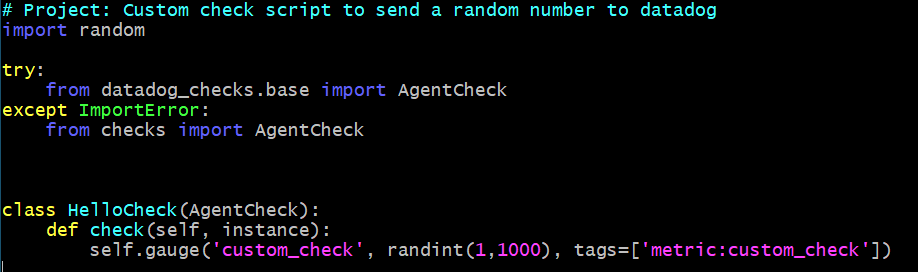 # Project: Custom check script to send a random number to datadog
import random
try:
    from datadog_checks.base import AgentCheck
except ImportError:
    from checks import AgentCheck
class HelloCheck(AgentCheck):
    def check(self, instance):
        self.gauge('custom_check', randint(1,1000), tags=['metric:custom_check'])